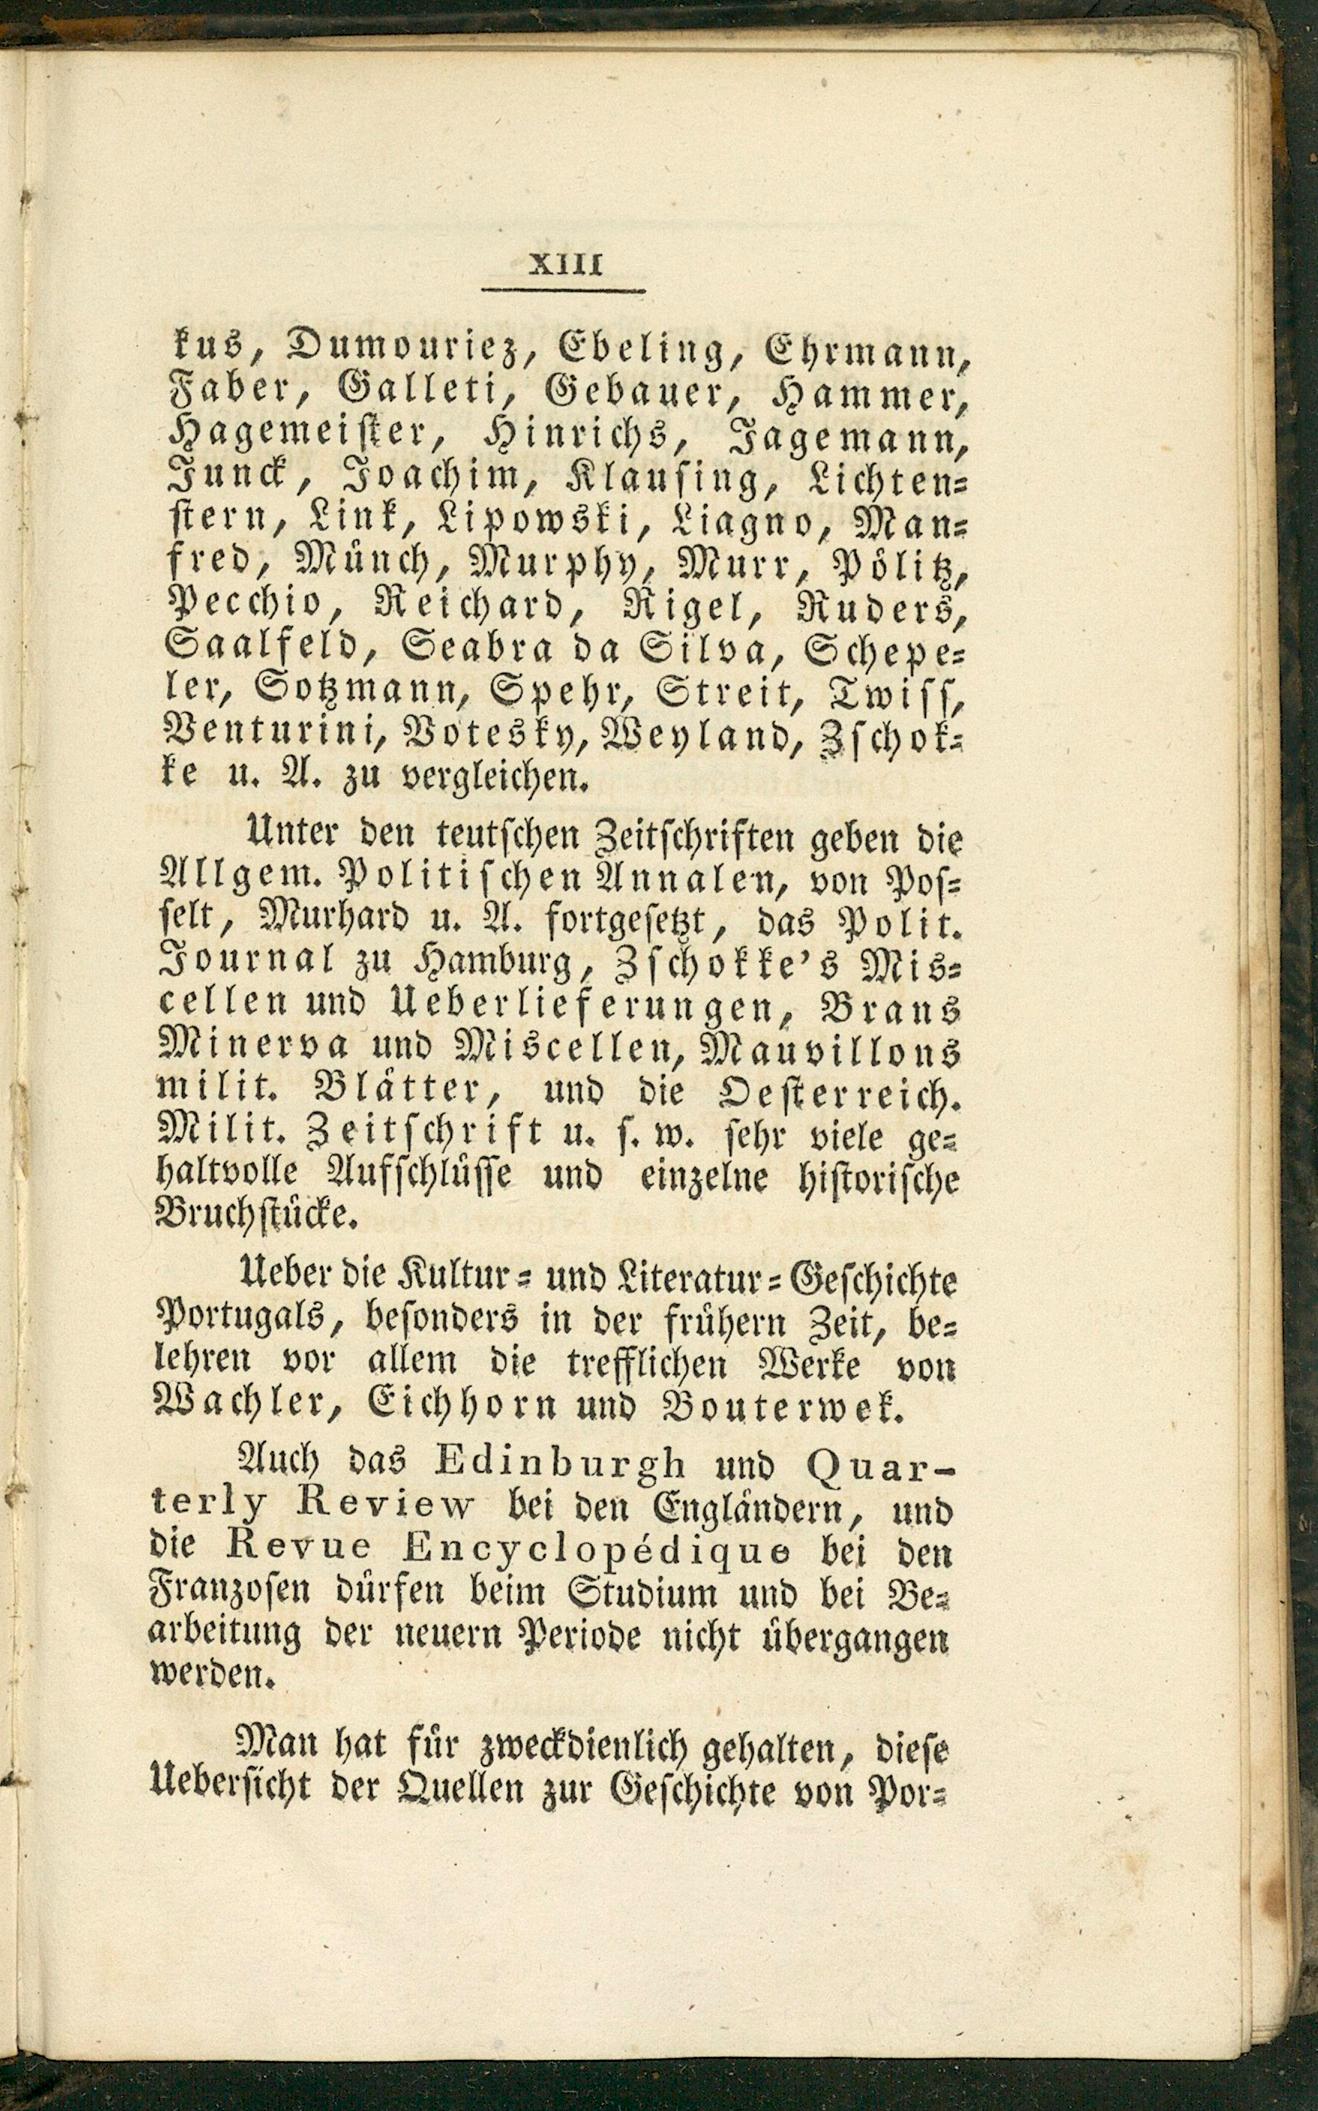 XIII
kus, Dumouriez, Ebeling, Ehrmann,
Faber, Galleti, Gebauer, Hammer,
Hagemeister, Hinrichs, Jagemann,
Junck, Joachim, Klausing, Lichten-
stern, Link, Lipowski, Liagno, Man-
fred, Münch, Murphy, Murr, Pölitz,
Pecchio, Reichard, Rigel, Ruders,
Saalfeld, Seabra da Silva, Schepe-
ler, Sotzmann, Spehr, Streit, Twiss,
Venturini, Votesky, Weyland, Zschok-
ke u. A. zu vergleichen.
Unter den teutschen Zeitschriften geben die
Allgem. Politischen Annalen, von Pos-
selt, Murhard u. A. fortgesetzt, das Polit.
Journal zu Hamburg, Zschokke's Mis-
cellen und Ueberlieferungen, Brans
Minerva und Miscellen, Mauvillons
milit. Blätter, und die Oesterreich.
Milit. Zeitschrift u. s. w. sehr viele ge-
haltvolle Aufschlüsse und einzelne historische
Bruchstücke.
Ueber die Kultur- und Literatur-Geschichte
Portugals, besonders in der frühern Zeit, be-
lehren vor allem die trefflichen Werke von
Wachler, Eichhorn und Bouterwek.
Auch das Edinburgh und Quar-
terly Review bei den Engländern, und
die Revue Encyclopédique bei den
Franzosen dürfen beim Studium und bei Be-
arbeitung der neuern Periode nicht übergangen
werden.
Man hat für zweckdienlich gehalten, diese
Uebersicht der Quellen zur Geschichte von Por-